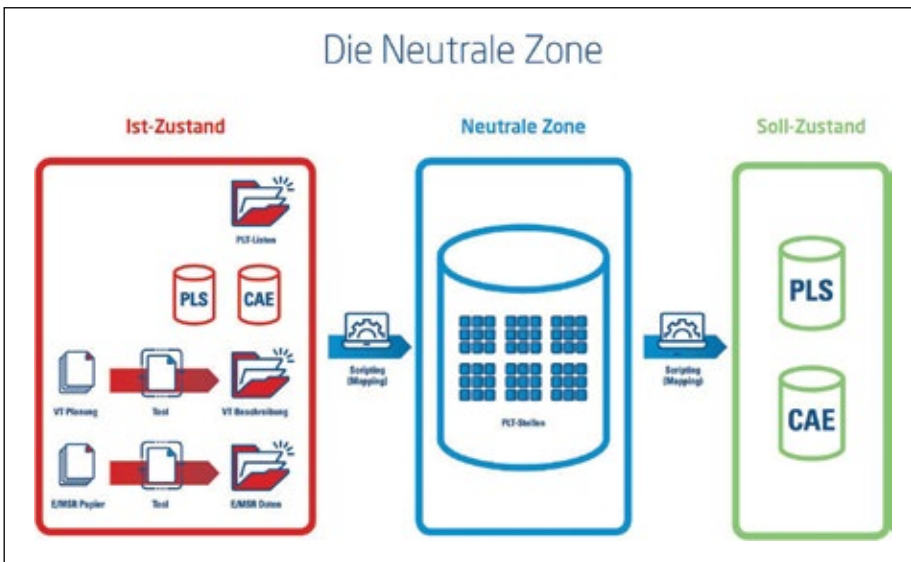 Die Neutrale Zone
Ist-Zustand
Neutrale Zone
Soll-Zustand
PLT-Listen
PLS
CAE
VT Planung
Tool
VT Beschreibung
E/MSR Papier
Tool
E/MSR Daten
Scripting
(Mapping)
PLT-Stellen
Scripting
(Mapping)
PLS
CAE